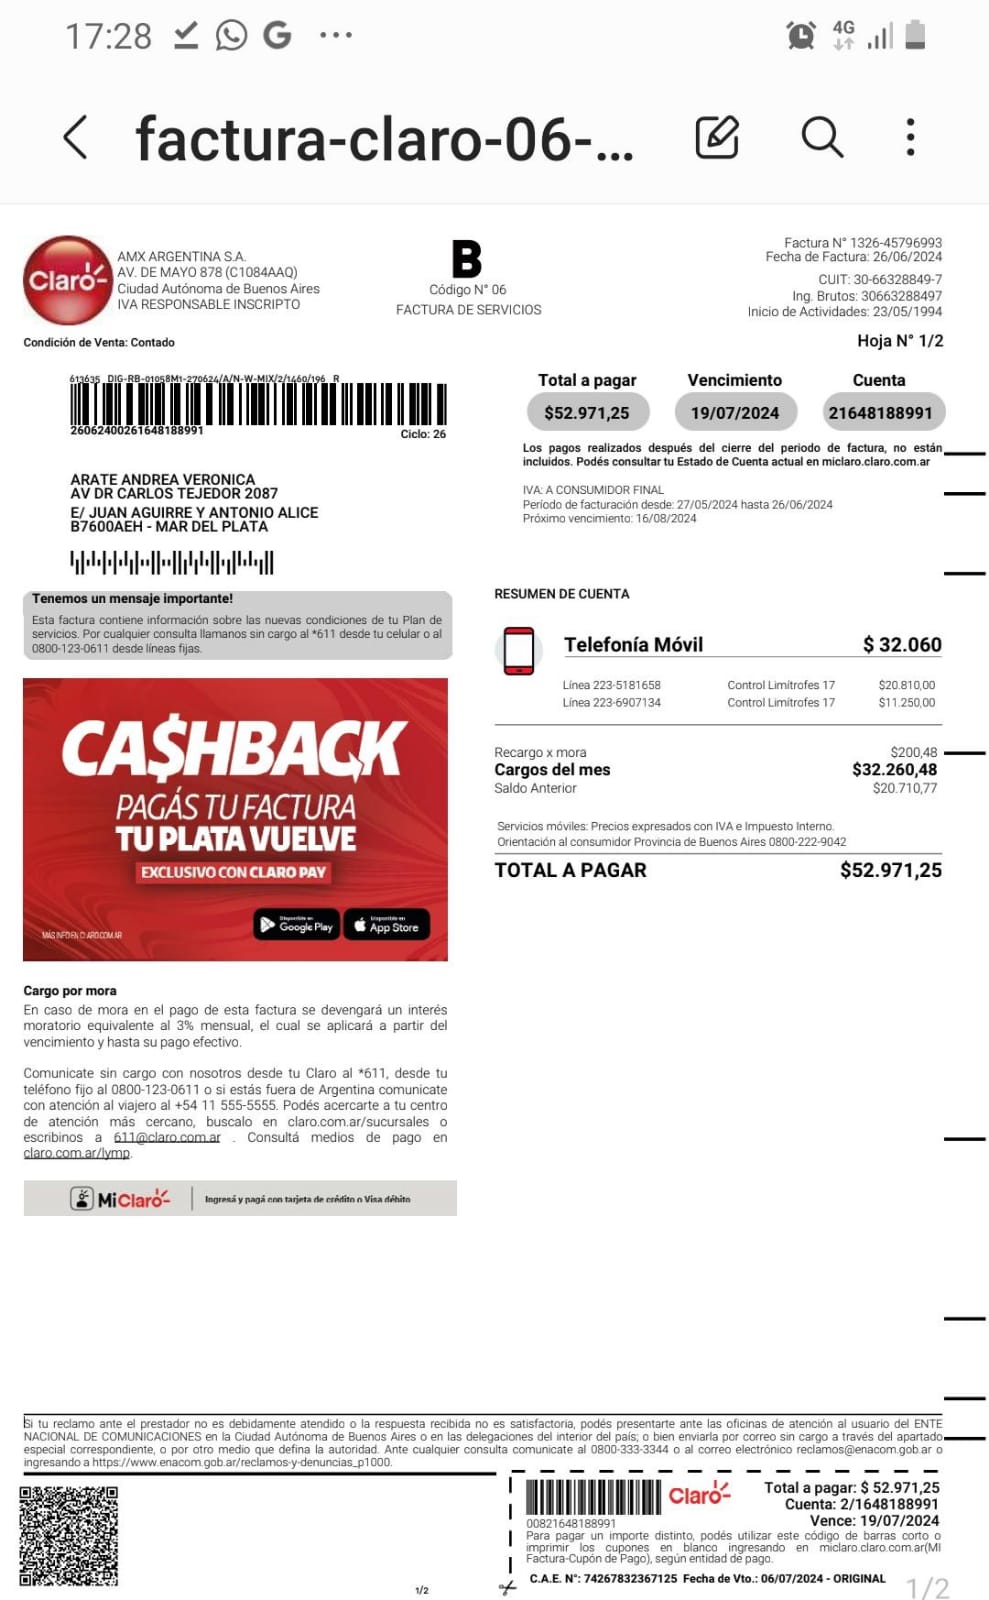 17:28
4G
factura-claro-06-...
Claro
AMX ARGENTINA S.A.
AV. DE MAYO 878 (C1084AAQ)
Ciudad Autónoma de Buenos Aires
IVA RESPONSABLE INSCRIPTO
B
Código N° 06
FACTURA DE SERVICIOS
Factura N° 1326-45796993
Fecha de Factura: 26/06/2024
CUIT: 30-66328849-7
Ing. Brutos: 30663288497
Inicio de Actividades: 23/05/1994
Condición de Venta: Contado
Hoja N° 1/2
613635 DIG-RB-01058M1-270624/A/N-W-MIX/2/1460/196 R
26062400261648188991
Ciclo: 26
Total a pagar Vencimiento Cuenta
$52.971,25 19/07/2024 21648188991
Los pagos realizados después del cierre del periodo de factura, no están
incluidos. Podés consultar tu Estado de Cuenta actual en miclaro.claro.com.ar
IVA: A CONSUMIDOR FINAL
Período de facturación desde: 27/05/2024 hasta 26/06/2024
Próximo vencimiento: 16/08/2024
ARATE ANDREA VERONICA
AV DR CARLOS TEJEDOR 2087
E/ JUAN AGUIRRE Y ANTONIO ALICE
B7600AEH - MAR DEL PLATA
Tenemos un mensaje importante!
Esta factura contiene información sobre las nuevas condiciones de tu Plan de
servicios. Por cualquier consulta llamanos sin cargo al *611 desde tu celular o al
0800-123-0611 desde líneas fijas.
RESUMEN DE CUENTA
Telefonía Móvil $ 32.060
Línea 223-5181658 Control Limítrofes 17 $20.810,00
Línea 223-6907134 Control Limítrofes 17 $11.250,00
Recargo x mora $200,48
Cargos del mes $32.260,48
Saldo Anterior $20.710,77
Servicios móviles: Precios expresados con IVA e Impuesto Interno.
Orientación al consumidor Provincia de Buenos Aires 0800-222-9042
TOTAL A PAGAR $52.971,25
CA$HBACK
PAGÁS TU FACTURA
TU PLATA VUELVE
EXCLUSIVO CON CLARO PAY
Disponible en Google Play
Disponible en App Store
MÁS INFO EN CLARO.COM.AR
Cargo por mora
En caso de mora en el pago de esta factura se devengará un interés
moratorio equivalente al 3% mensual, el cual se aplicará a partir del
vencimiento y hasta su pago efectivo.
Comunicate sin cargo con nosotros desde tu Claro al *611, desde tu
teléfono fijo al 0800-123-0611 o si estás fuera de Argentina comunicate
con atención al viajero al +54 11 555-5555. Podés acercarte a tu centro
de atención más cercano, buscalo en claro.com.ar/sucursales o
escribinos a 611@claro.com.ar . Consultá medios de pago en
claro.com.ar/lymp.
MiClaro Ingresá y pagá con tarjeta de crédito o Visa débito
Si tu reclamo ante el prestador no es debidamente atendido o la respuesta recibida no es satisfactoria, podés presentarte ante las oficinas de atención al usuario del ENTE
NACIONAL DE COMUNICACIONES en la Ciudad Autónoma de Buenos Aires o en las delegaciones del interior del país; o bien enviarla por correo sin cargo a través del apartado
especial correspondiente, o por otro medio que defina la autoridad. Ante cualquier consulta comunicate al 0800-333-3344 o al correo electrónico reclamos@enacom.gob.ar o
ingresando a https://www.enacom.gob.ar/reclamos-y-denuncias_p1000.
Claro
00821648188991
Total a pagar: $ 52.971,25
Cuenta: 2/1648188991
Vence: 19/07/2024
Para pagar un importe distinto, podés utilizar este código de barras corto o
imprimir los cupones en blanco ingresando en miclaro.claro.com.ar(MI
Factura-Cupón de Pago), según entidad de pago.
C.A.E. N°: 74267832367125 Fecha de Vto.: 06/07/2024 - ORIGINAL
1/2
1/2